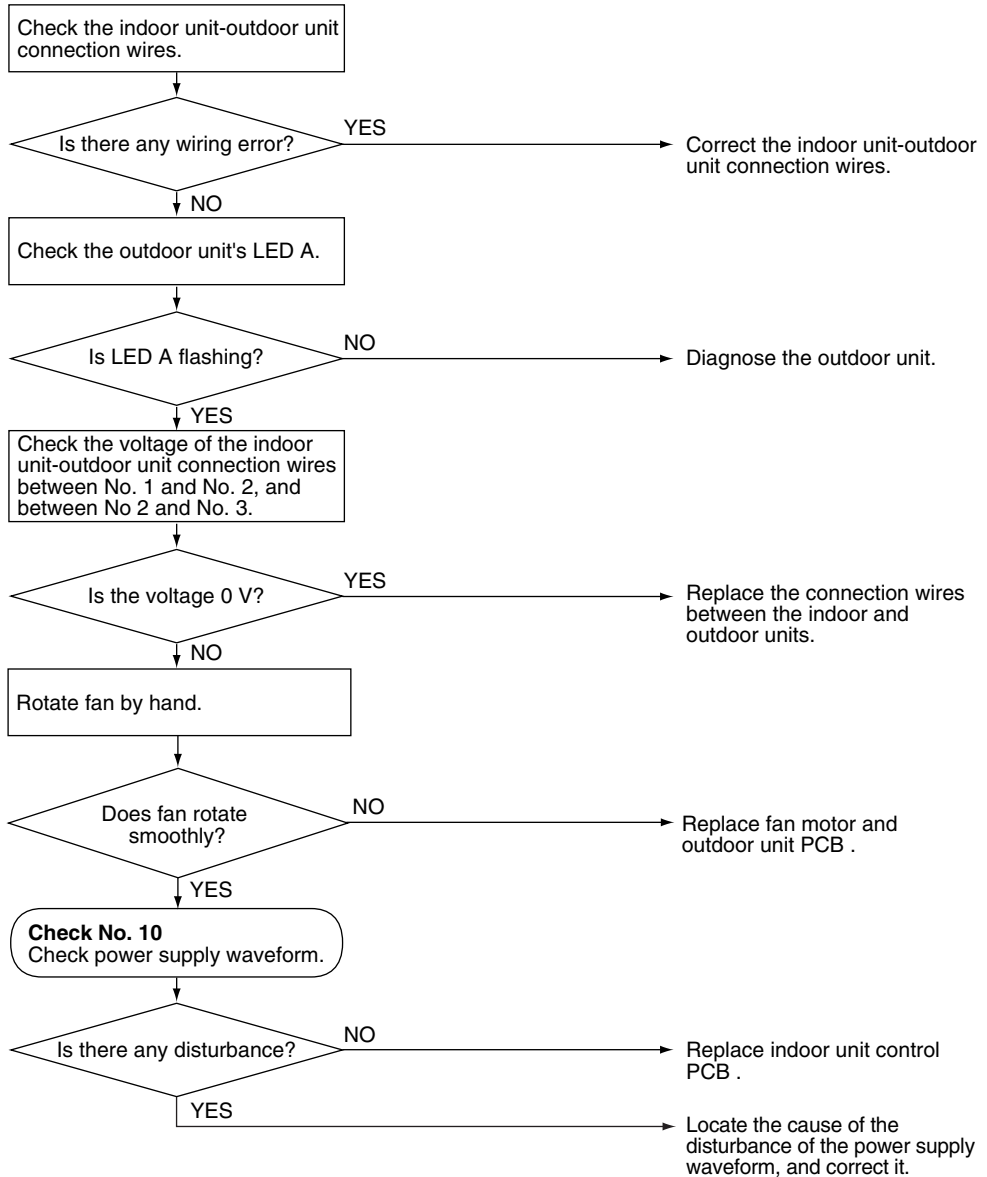 Check the indoor unit-outdoor unit
connection wires.
Is there any wiring error?
YES
Correct the indoor unit-outdoor
unit connection wires.
NO
Check the outdoor unit's LED A.
Is LED A flashing?
NO
Diagnose the outdoor unit.
YES
Check the voltage of the indoor
unit-outdoor unit connection wires
between No. 1 and No. 2, and
between No 2 and No. 3.
Is the voltage 0 V?
YES
Replace the connection wires
between the indoor and
outdoor units.
NO
Rotate fan by hand.
Does fan rotate
smoothly?
NO
Replace fan motor and
outdoor unit PCB .
YES
Check No. 10
Check power supply waveform.
Is there any disturbance?
NO
Replace indoor unit control
PCB .
YES
Locate the cause of the
disturbance of the power supply
waveform, and correct it.